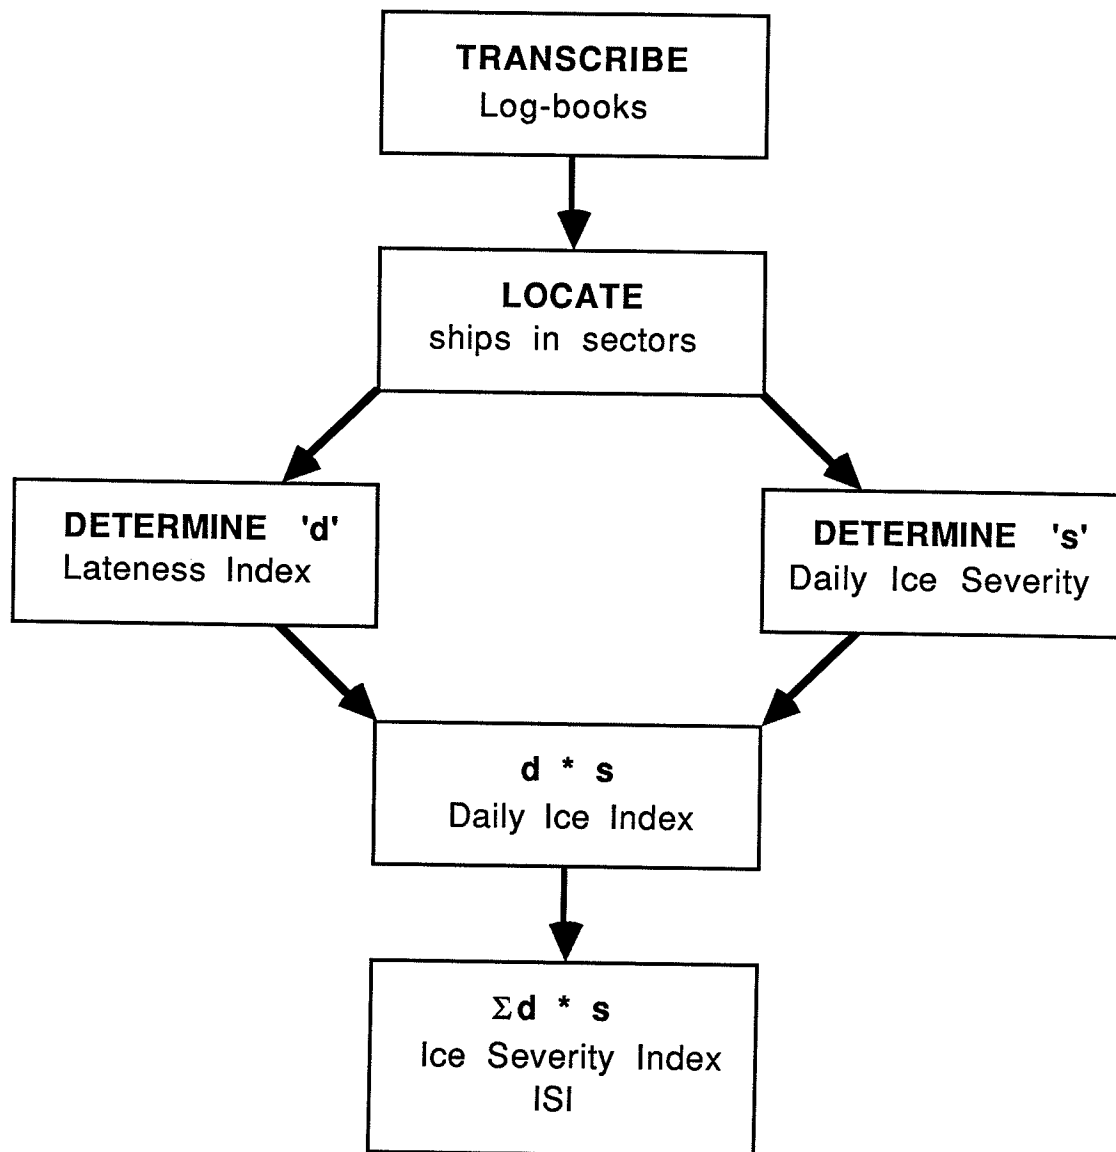 TRANSCRIBE
Log-books
LOCATE
ships in sectors
DETERMINE 'd'
Lateness Index
DETERMINE 's'
Daily Ice Severity
d * s
Daily Ice Index
Σd * s
Ice Severity Index
ISI